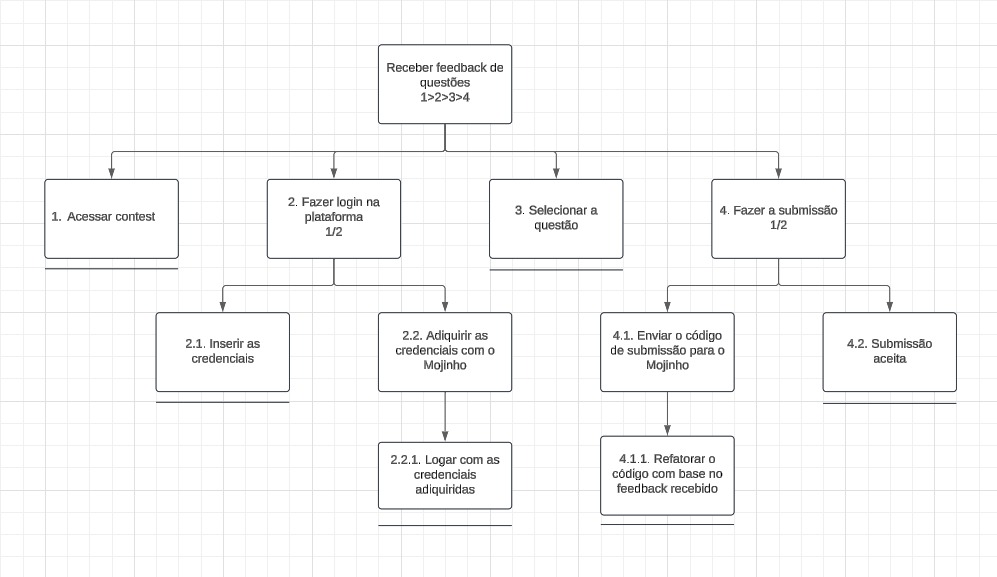 Receber feedback de
questões
1>2>3>4
1. Acessar contest
2. Fazer login na
plataforma
1/2
3. Selecionar a
questão
4. Fazer a submissão
1/2
2.1. Inserir as
credenciais
2.2. Adiquirir as
credenciais com o
Mojinho
4.1. Enviar o código
de submissão para o
Mojinho
4.2. Submissão
aceita
2.2.1. Logar com as
credenciais
adiquiridas
4.1.1. Refatorar o
código com base no
feedback recebido